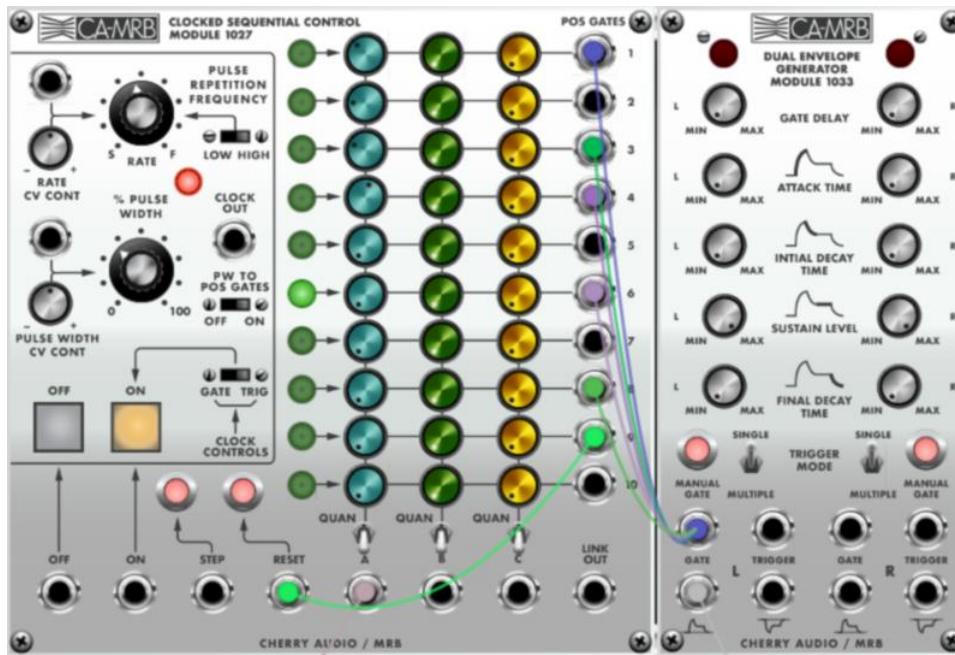 CA-MRB
CLOCKED SEQUENTIAL CONTROL
MODULE 1027
POS GATES
PULSE
REPETITION
FREQUENCY
S
RATE
F
LOW HIGH
- +
RATE
CV CONT
% PULSE
WIDTH
CLOCK
OUT
0
100
PW TO
POS GATES
OFF ON
- +
PULSE WIDTH
CV CONT
OFF
ON
GATE TRIG
CLOCK
CONTROLS
1
2
3
4
5
6
7
8
9
10
QUAN
QUAN
QUAN
OFF
ON
STEP
RESET
A
B
C
LINK
OUT
CHERRY AUDIO / MRB
CA-MRB
DUAL ENVELOPE
GENERATOR
MODULE 1033
L
GATE DELAY
R
MIN MAX
MIN MAX
L
ATTACK TIME
R
MIN MAX
MIN MAX
L
INTIAL DECAY
TIME
R
MIN MAX
MIN MAX
L
SUSTAIN LEVEL
R
MIN MAX
MIN MAX
L
FINAL DECAY
TIME
R
MIN MAX
MIN MAX
SINGLE
SINGLE
TRIGGER
MODE
MANUAL
GATE
MULTIPLE
MULTIPLE
MANUAL
GATE
GATE
L
TRIGGER
GATE
R
TRIGGER
CHERRY AUDIO / MRB